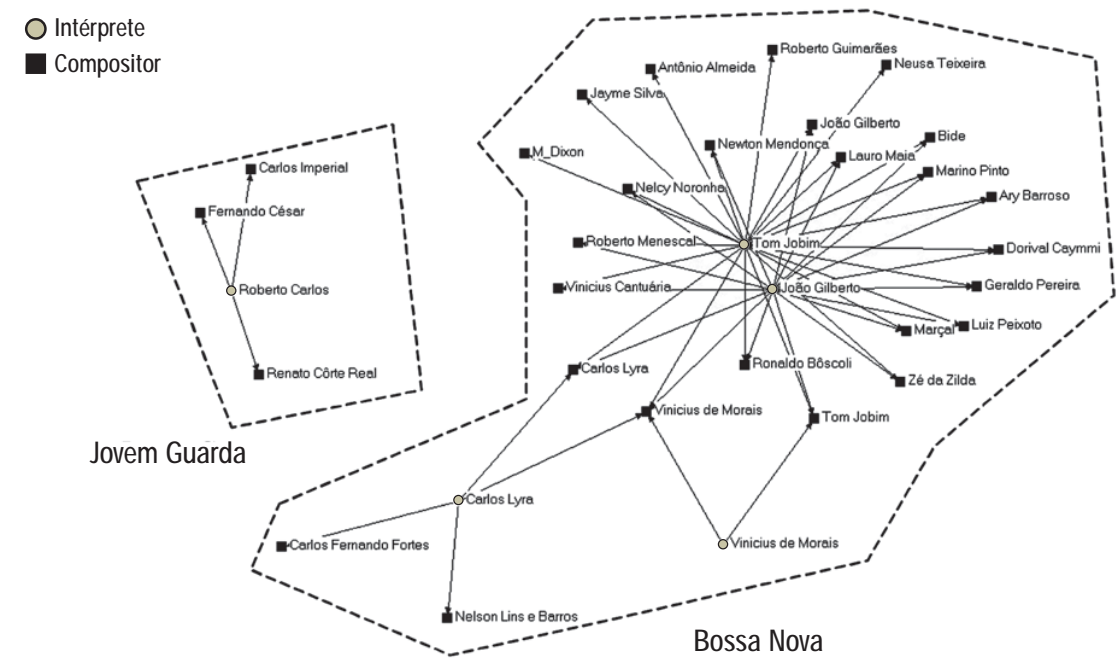 Intérprete
Compositor
Roberto Guimarães
Neusa Teixeira
Antônio Almeida
Jayme Silva
João Gilberto
Bide
Newton Mendonça
M_Dixon
Lauro Maia
Carlos Imperial
Marino Pinto
Nelcy Noronha
Ary Barroso
Fernando César
Roberto Menescal
Tom Jobim
Dorival Caymmi
Roberto Carlos
Vinicius Cantuária
João Gilberto
Geraldo Pereira
Marçal
Luiz Peixoto
Renato Côrte Real
Carlos Lyra
Ronaldo Bôscoli
Zé da Zilda
Vinicius de Morais
Tom Jobim
Jovem Guarda
Carlos Lyra
Carlos Fernando Fortes
Vinicius de Morais
Nelson Lins e Barros
Bossa Nova